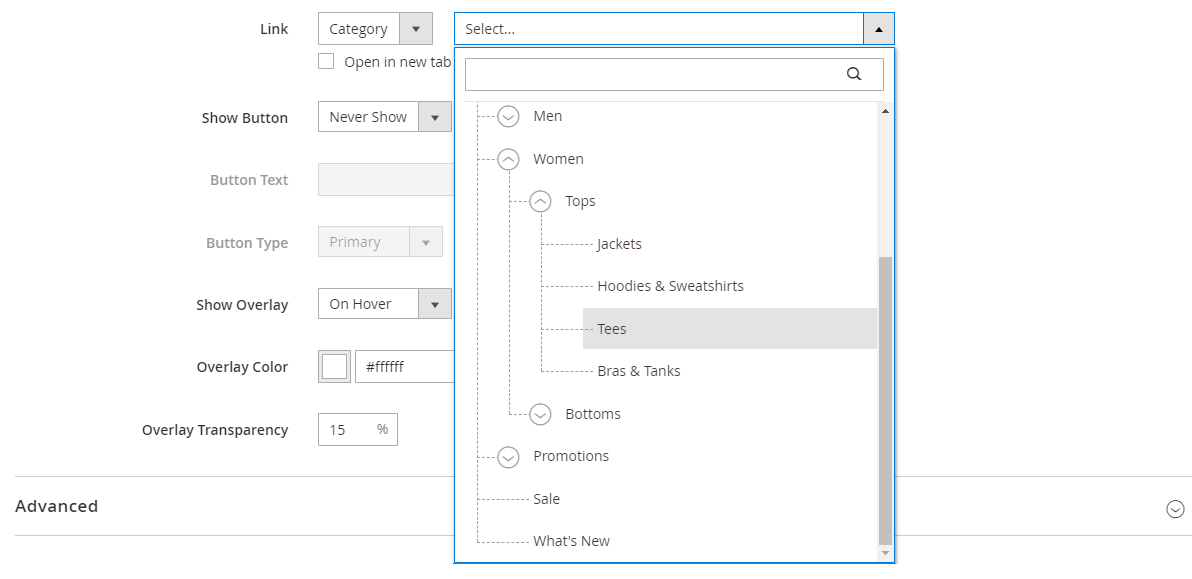 Link Category Select...
Open in new tab
Men
Show Button Never Show
Women
Button Text
Tops
Button Type Primary
Jackets
Hoodies & Sweatshirts
Show Overlay On Hover
Tees
Overlay Color #ffffff
Bras & Tanks
Bottoms
Overlay Transparency 15 %
Promotions
Sale
Advanced
What's New